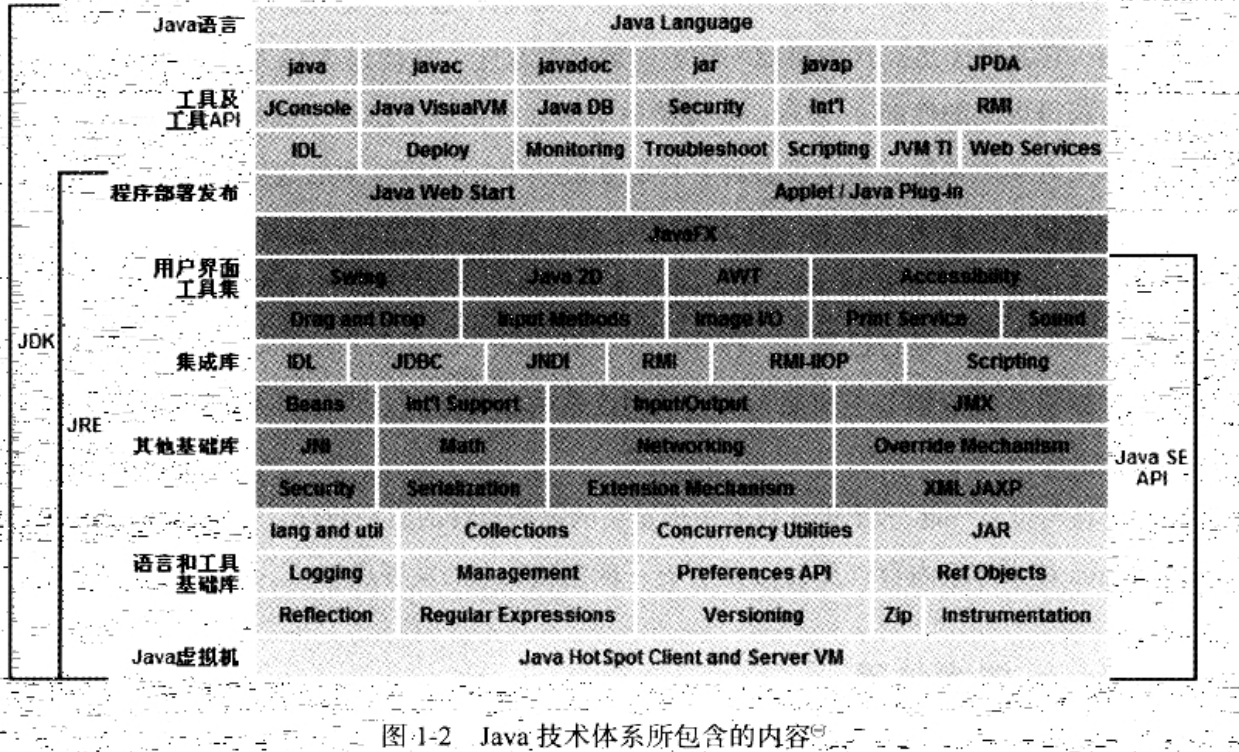 Java语言 Java Language
java javac javadoc jar javap JPDA
工具及
工具API
JConsole Java VisualVM Java DB Security Int'l RMI
IDL Deploy Monitoring Troubleshoot Scripting JVM TI Web Services
程序部署发布 Java Web Start Applet / Java Plug-in
JavaFX
用户界面
工具集
Swing Java 2D AWT Accessibility
Drag and Drop Input Methods Image I/O Print Service Sound
JDK
集成库 IDL JDBC JNDI RMI RMI-IIOP Scripting
Beans Int'l Support Input/Output JMX
JRE
其他基础库 JNI Math Networking Override Mechanism
Java SE
API
Security Serialization Extension Mechanism XML JAXP
lang and util Collections Concurrency Utilities JAR
语言和工具
基础库
Logging Management Preferences API Ref Objects
Reflection Regular Expressions Versioning Zip Instrumentation
Java虚拟机 Java HotSpot Client and Server VM
图 1-2 Java 技术体系所包含的内容㊀